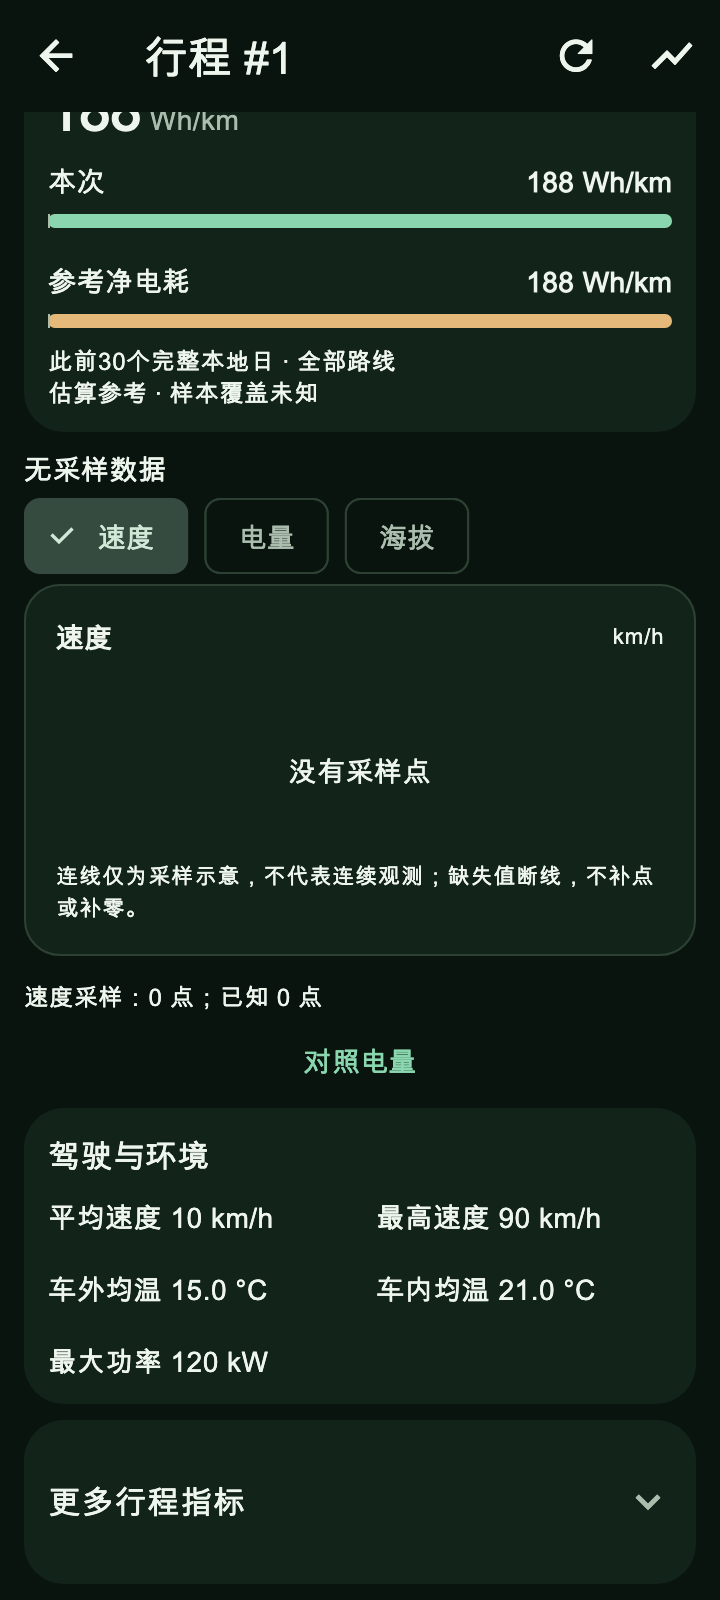 行程 #1
188 Wh/km
本次 188 Wh/km
参考净电耗 188 Wh/km
此前30个完整本地日 · 全部路线
估算参考 · 样本覆盖未知
无采样数据
速度 电量 海拔
速度 km/h
没有采样点
连线仅为采样示意，不代表连续观测；缺失值断线，不补点
或补零。
速度采样：0 点；已知 0 点
对照电量
驾驶与环境
平均速度 10 km/h 最高速度 90 km/h
车外均温 15.0 °C 车内均温 21.0 °C
最大功率 120 kW
更多行程指标